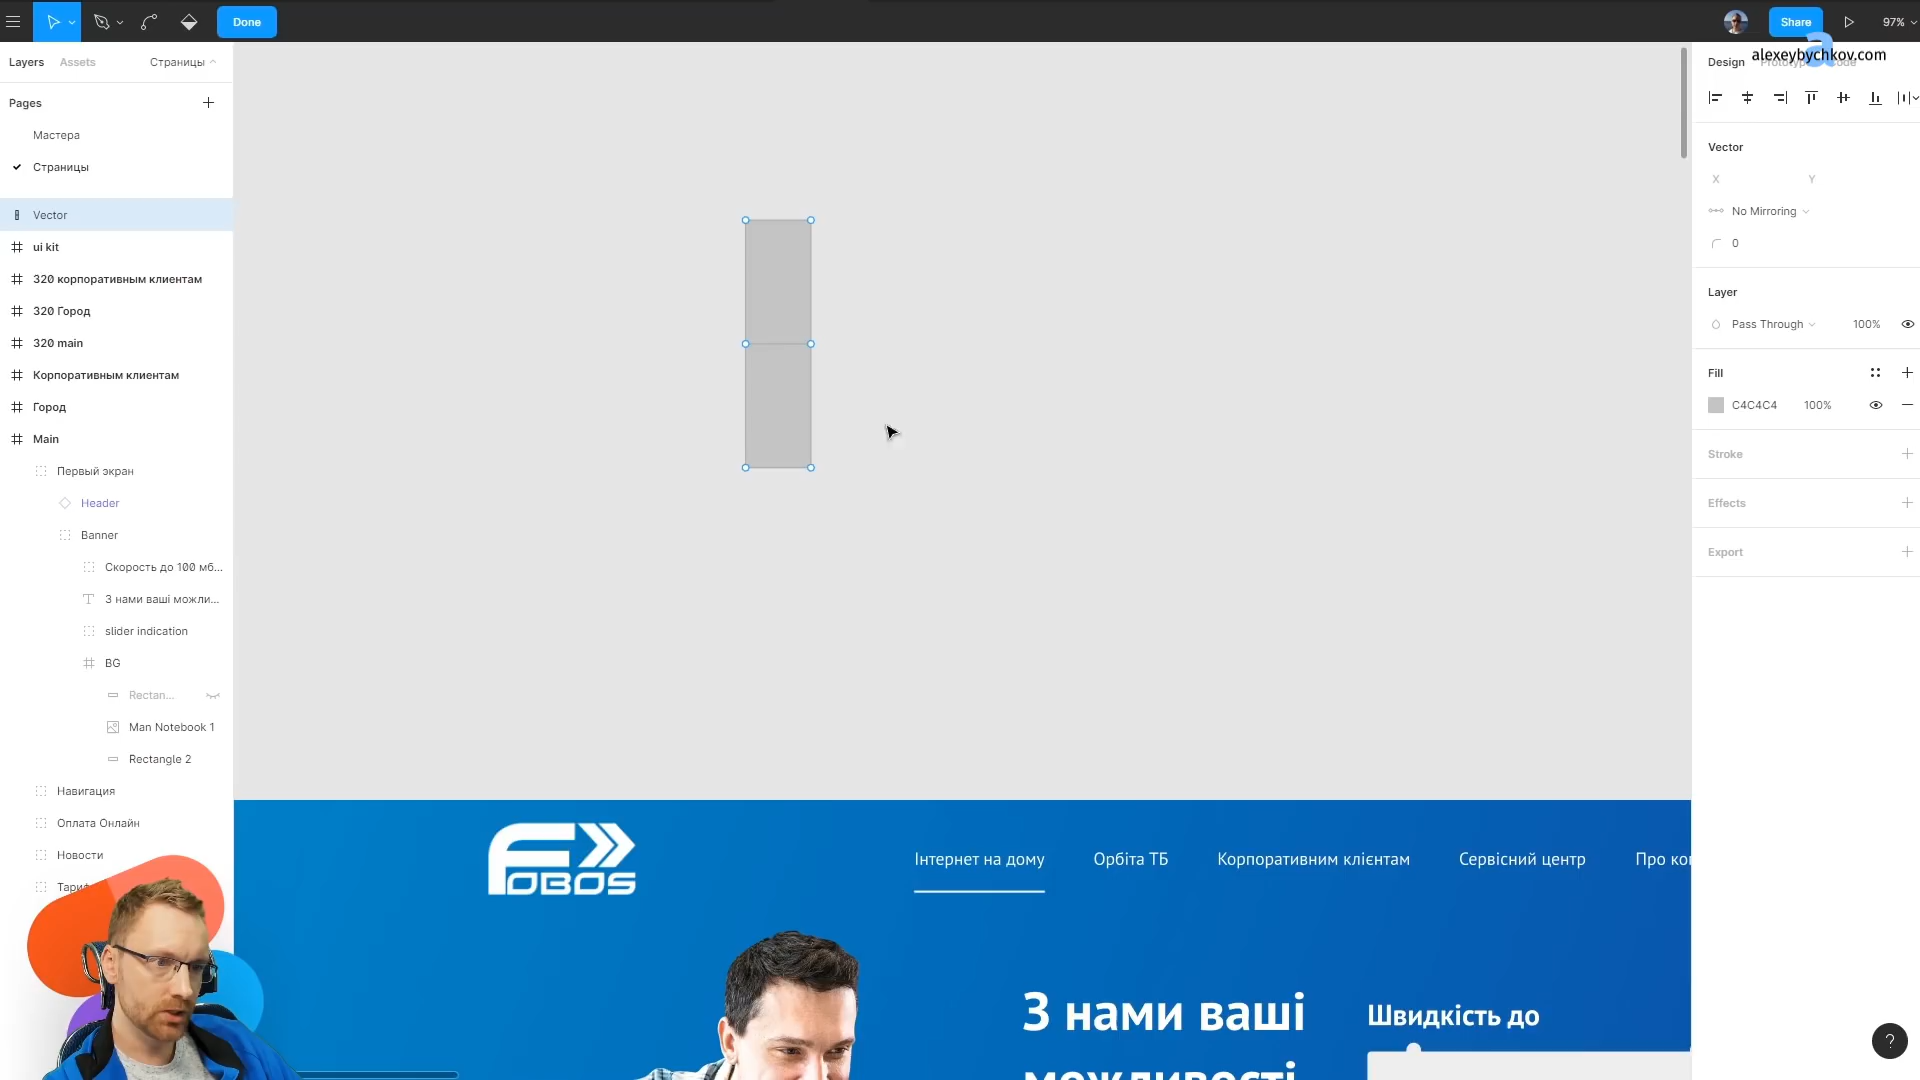 Done
Share
97%
alexeybychkov.com
Layers
Assets
Страницы
Design
Pages
Мастера
Страницы
Vector
ui kit
320 корпоративным клиентам
320 Город
320 main
Корпоративным клиентам
Город
Main
Первый экран
Header
Banner
Скорость до 100 мб...
З нами ваші можли...
slider indication
BG
Rectan...
Man Notebook 1
Rectangle 2
Навигация
Оплата Онлайн
Новости
Vector
X
Y
No Mirroring
0
Layer
Pass Through
100%
Fill
C4C4C4
100%
Stroke
Effects
Export
FOBOS
Інтернет на дому
Орбіта ТБ
Корпоративним клієнтам
Сервісний центр
Про
З нами ваші
можливості
Швидкість до
?